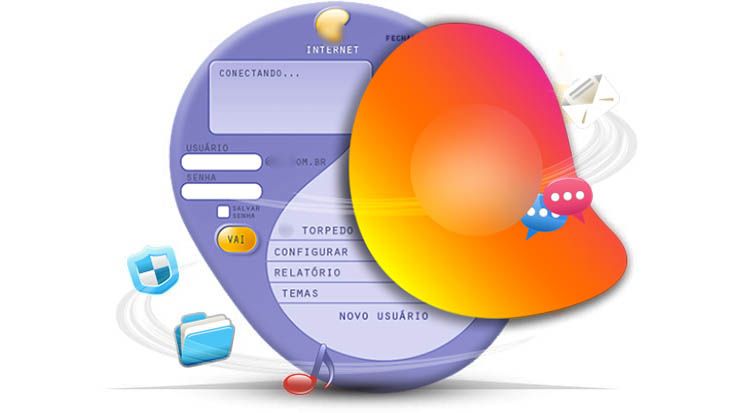 INTERNET
CONECTANDO...
USUÁRIO
OM.BR
SENHA
SALVAR
SENHA
VAI
TORPEDO
CONFIGURAR
RELATÓRIO
TEMAS
NOVO USUÁRIO